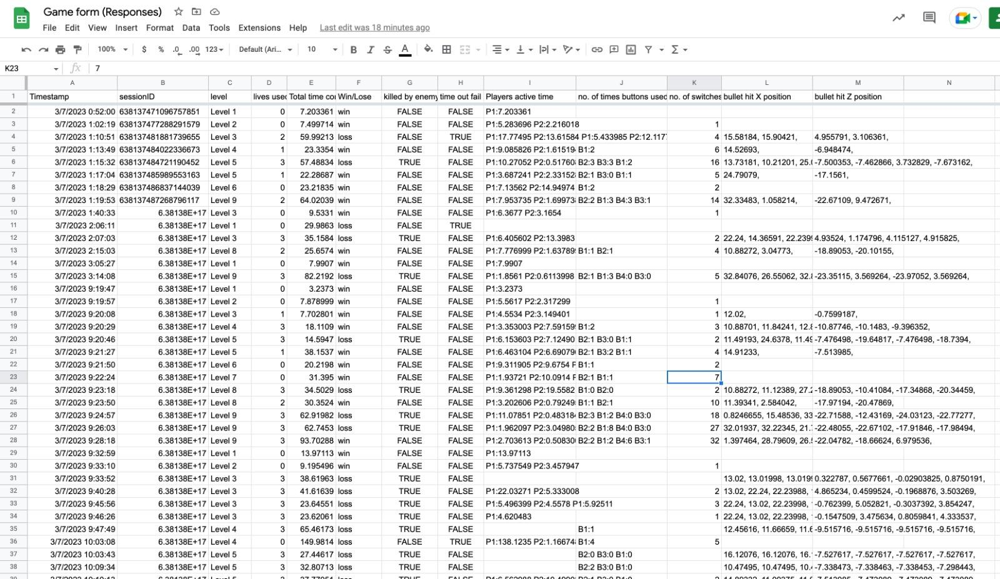 Game form (Responses)
File Edit View Insert Format Data Tools Extensions Help Last edit was 18 minutes ago
100% $ % .0 .00 123 Default (Ari... 10 B I S A
K23 fx 7
A B C D E F G H I J K L M N
1 Timestamp sessionID level lives used Total time co Win/Lose killed by enemy time out fail Players active time no. of times buttons used no. of switches bullet hit X position bullet hit Z position
2 3/7/2023 0:52:00 638137471096757851 Level 1 0 7.203361 win FALSE FALSE P1:7.203361
3 3/7/2023 1:02:19 638137477288291579 Level 2 0 7.499714 win FALSE FALSE P1:5.283696 P2:2.216018 1
4 3/7/2023 1:10:51 638137481881739655 Level 3 2 59.99213 loss FALSE TRUE P1:17.77495 P2:13.61584 P1:5.433985 P2:12.117 4 15.58184, 15.90421, 4.955791, 3.106361,
5 3/7/2023 1:13:49 638137484022336673 Level 4 1 23.3354 win FALSE FALSE P1:9.085826 P2:1.61519 B1:2 6 14.52693, -6.948474,
6 3/7/2023 1:15:32 638137484721190452 Level 5 3 57.48834 loss TRUE FALSE P1:10.27052 P2:0.51760 B2:3 B3:3 B1:2 16 13.73181, 10.21201, 25.0 -7.500353, -7.462866, 3.732829, -7.673162,
7 3/7/2023 1:17:04 638137485989553163 Level 5 1 22.28687 win FALSE FALSE P1:3.687241 P2:2.33152 B2:1 B3:0 B1:1 5 24.79079, -17.1561,
8 3/7/2023 1:18:29 638137486837144039 Level 6 0 23.21835 win FALSE FALSE P1:7.13562 P2:14.94974 B1:2 2
9 3/7/2023 1:19:53 638137487268796117 Level 9 2 64.02039 win FALSE FALSE P1:7.953735 P2:1.69973 B2:2 B1:3 B4:3 B3:1 14 32.33483, 1.058214, -22.67109, 9.472671,
10 3/7/2023 1:40:33 6.38138E+17 Level 3 0 9.5331 win FALSE FALSE P1:6.3677 P2:3.1654 1
11 3/7/2023 2:06:11 6.38138E+17 Level 1 0 29.9863 loss FALSE TRUE
12 3/7/2023 2:07:03 6.38138E+17 Level 3 3 35.1584 loss TRUE FALSE P1:6.405602 P2:13.3983 2 22.24, 14.36591, 22.239 4.93524, 1.174796, 4.115127, 4.915825,
13 3/7/2023 2:15:03 6.38138E+17 Level 8 2 25.6574 win FALSE FALSE P1:7.776999 P2:1.63789 B1:1 B2:1 4 10.88272, 3.04773, -18.89053, -20.10155,
14 3/7/2023 3:05:27 6.38138E+17 Level 1 0 7.9907 win FALSE FALSE P1:7.9907
15 3/7/2023 3:14:08 6.38138E+17 Level 9 3 82.2192 loss TRUE FALSE P1:1.8561 P2:0.6113998 B2:1 B1:3 B4:0 B3:0 5 32.84076, 26.55062, 32. -23.35115, 3.569264, -23.97052, 3.569264,
16 3/7/2023 9:19:47 6.38138E+17 Level 1 0 3.2373 win FALSE FALSE P1:3.2373
17 3/7/2023 9:19:57 6.38138E+17 Level 2 0 7.878999 win FALSE FALSE P1:5.5617 P2:2.317299 1
18 3/7/2023 9:20:08 6.38138E+17 Level 3 1 7.702801 win FALSE FALSE P1:4.5534 P2:3.149401 1 12.02, -0.7599187,
19 3/7/2023 9:20:29 6.38138E+17 Level 4 3 18.1109 win FALSE FALSE P1:3.353003 P2:7.59159 B1:2 3 10.88701, 11.84241, 12. -10.87746, -10.1483, -9.396352,
20 3/7/2023 9:20:46 6.38138E+17 Level 5 3 14.5947 loss TRUE FALSE P1:6.153603 P2:7.12490 B2:1 B3:0 B1:1 2 11.49193, 24.6378, 11.49 -7.476498, -19.64817, -7.476498, -18.7394,
21 3/7/2023 9:21:27 6.38138E+17 Level 5 1 38.1537 win FALSE FALSE P1:6.463104 P2:6.69079 B2:1 B3:2 B1:1 4 14.91233, -7.513985,
22 3/7/2023 9:21:50 6.38138E+17 Level 6 0 20.2198 win FALSE FALSE P1:9.311905 P2:9.6754 B1:1 2
23 3/7/2023 9:22:24 6.38138E+17 Level 7 0 31.395 win FALSE FALSE P1:1.93721 P2:10.0914 B2:1 B1:1 7
24 3/7/2023 9:23:18 6.38138E+17 Level 8 3 34.5029 loss TRUE FALSE P1:9.361298 P2:19.5582 B1:0 B2:0 2 10.88272, 11.12389, 27.2 -18.89053, -10.41084, -17.34868, -20.34459,
25 3/7/2023 9:23:50 6.38138E+17 Level 8 2 30.3524 win FALSE FALSE P1:3.202606 P2:0.79249 B1:1 B2:1 10 11.39341, 2.584042, -17.97194, -20.47869,
26 3/7/2023 9:24:57 6.38138E+17 Level 9 3 62.91982 loss TRUE FALSE P1:11.07851 P2:0.48318 B2:3 B1:2 B4:0 B3:0 18 0.8246655, 15.48536, 33 -22.71588, -12.43169, -24.03123, -22.77277,
27 3/7/2023 9:26:03 6.38138E+17 Level 9 3 62.7453 loss TRUE FALSE P1:1.962097 P2:3.04980 B2:2 B1:8 B4:0 B3:0 27 32.01937, 32.22345, 21. -22.48055, -22.67102, -17.91846, -17.98494,
28 3/7/2023 9:28:18 6.38138E+17 Level 9 3 93.70288 win FALSE FALSE P1:2.703613 P2:0.50830 B2:2 B1:2 B4:6 B3:1 32 1.397464, 28.79609, 26. -22.04782, -18.66624, 6.979536,
29 3/7/2023 9:32:59 6.38138E+17 Level 1 0 13.97113 win FALSE FALSE P1:13.97113
30 3/7/2023 9:33:10 6.38138E+17 Level 2 0 9.195496 win FALSE FALSE P1:5.737549 P2:3.457947 1
31 3/7/2023 9:33:52 6.38138E+17 Level 3 3 38.61963 loss TRUE FALSE 13.02, 13.01998, 13.019 0.322787, 0.5677661, -0.02903825, 0.8750191,
32 3/7/2023 9:40:28 6.38138E+17 Level 3 3 41.61639 loss TRUE FALSE P1:22.03271 P2:5.333008 2 13.02, 22.24, 22.23988, 4.865234, 0.4599524, -0.1968876, 3.503269,
33 3/7/2023 9:45:56 6.38138E+17 Level 3 3 23.64551 loss TRUE FALSE P1:5.496399 P2:4.5578 P1:5.92511 3 22.24, 13.02, 22.23998, -0.762399, 5.052821, -0.3037392, 3.854247,
34 3/7/2023 9:46:26 6.38138E+17 Level 3 3 23.62061 loss TRUE FALSE P1:4.620483 1 22.24, 13.02, 22.23998, -0.1547509, 3.475634, 0.8059841, 4.333537,
35 3/7/2023 9:47:49 6.38138E+17 Level 4 3 65.46173 loss TRUE FALSE B1:1 12.45616, 11.66659, 11.6 -9.515716, -9.515716, -9.515716, -9.515716,
36 3/7/2023 10:03:08 6.38138E+17 Level 4 0 149.9814 loss FALSE TRUE P1:138.1235 P2:1.16674 B1:4 5
37 3/7/2023 10:03:43 6.38138E+17 Level 5 3 27.44617 loss TRUE FALSE B2:0 B3:0 B1:0 16.12076, 16.12076, 16. -7.527617, -7.527617, -7.527617, -7.527617,
38 3/7/2023 10:09:34 6.38138E+17 Level 5 3 32.80713 loss TRUE FALSE B2:2 B3:0 B1:0 10.47495, 10.47495, 10. -7.338473, -7.338463, -7.338453, -7.298443,